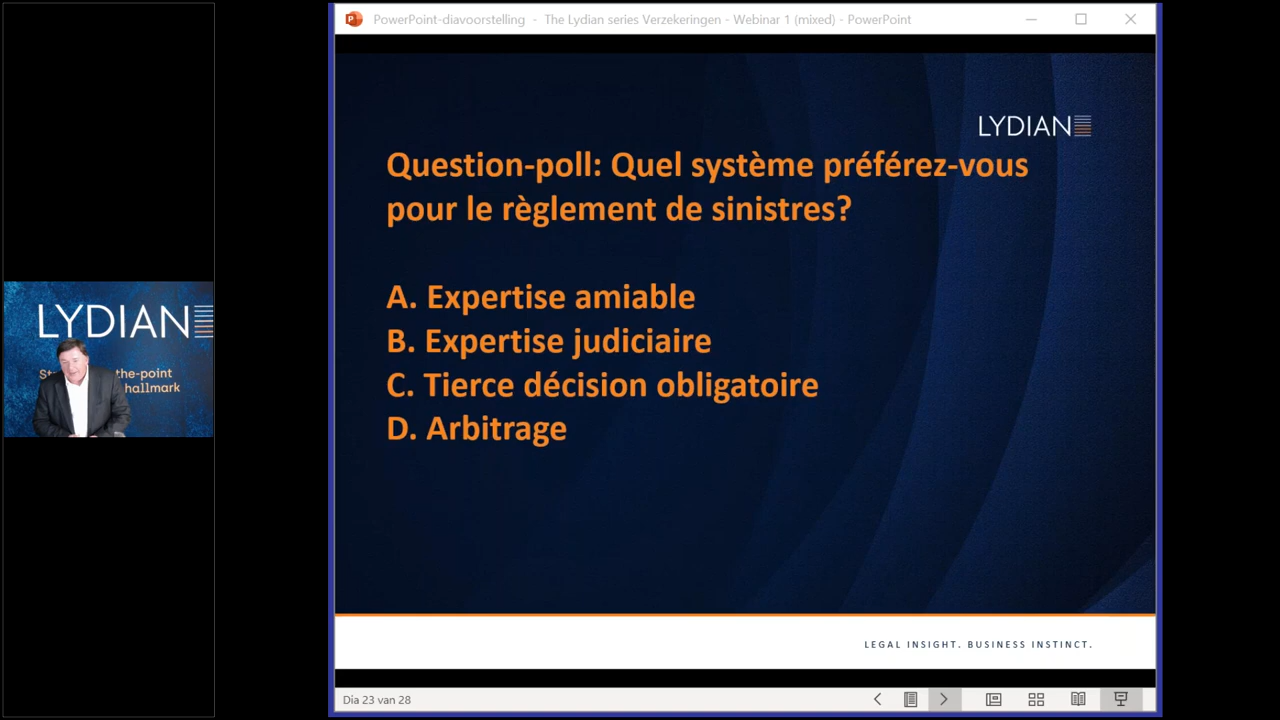 PowerPoint-diavoorstelling - The Lydian series Verzekeringen - Webinar 1 (mixed) - PowerPoint
LYDIAN
Question-poll: Quel système préférez-vous
pour le règlement de sinistres?
A. Expertise amiable
B. Expertise judiciaire
C. Tierce décision obligatoire
D. Arbitrage
LYDIAN
the-point
hallmark
LEGAL INSIGHT. BUSINESS INSTINCT.
Dia 23 van 28